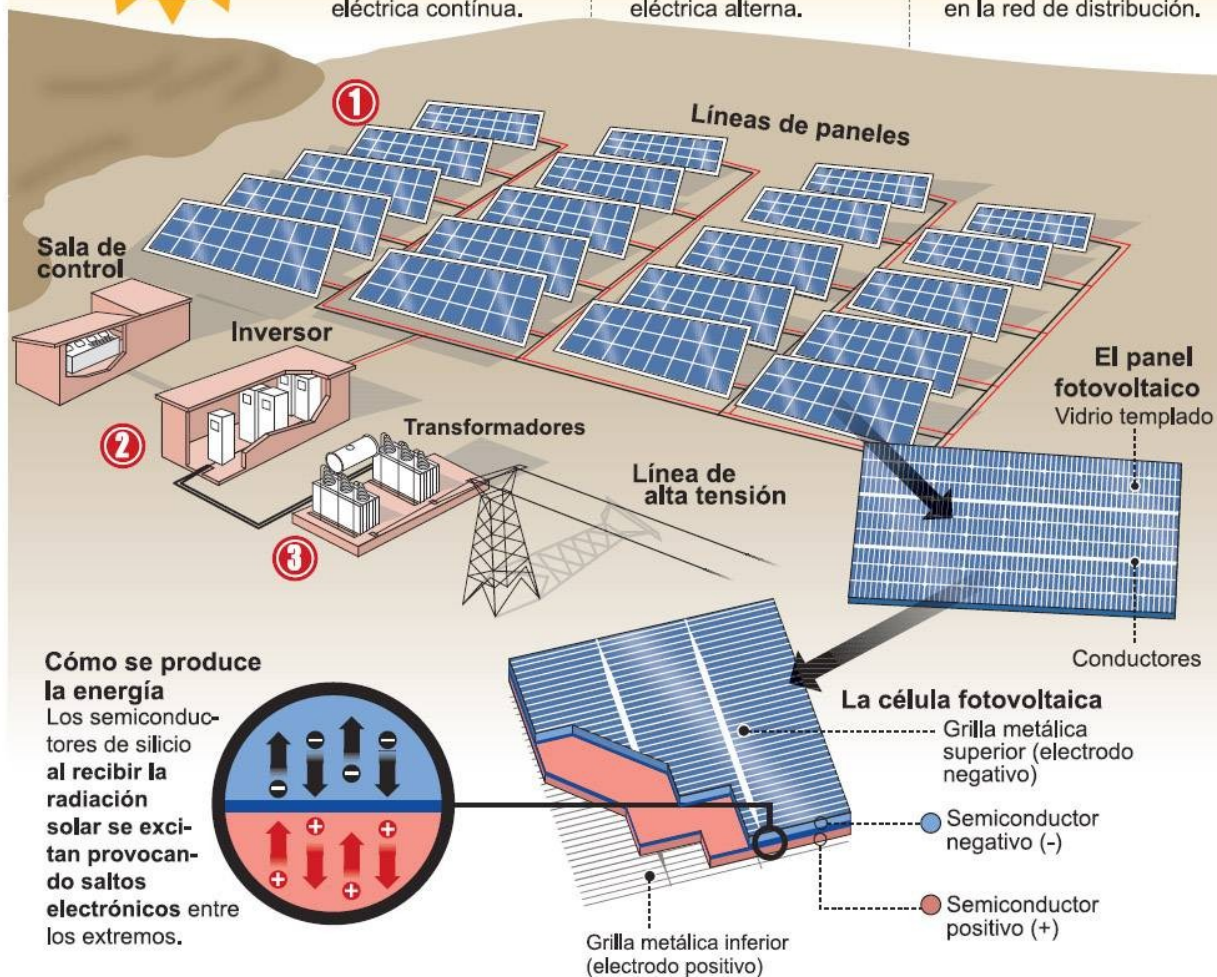 eléctrica contínua.
eléctrica alterna.
en la red de distribución.
1
Líneas de paneles
Sala de
control
Inversor
2
Transformadores
3
Línea de
alta tensión
El panel
fotovoltaico
Vidrio templado
Conductores
Cómo se produce
la energía
Los semiconduc-
tores de silicio
al recibir la
radiación
solar se exci-
tan provocan-
do saltos
electrónicos entre
los extremos.
La célula fotovoltaica
Grilla metálica
superior (electrodo
negativo)
Semiconductor
negativo (-)
Semiconductor
positivo (+)
Grilla metálica inferior
(electrodo positivo)